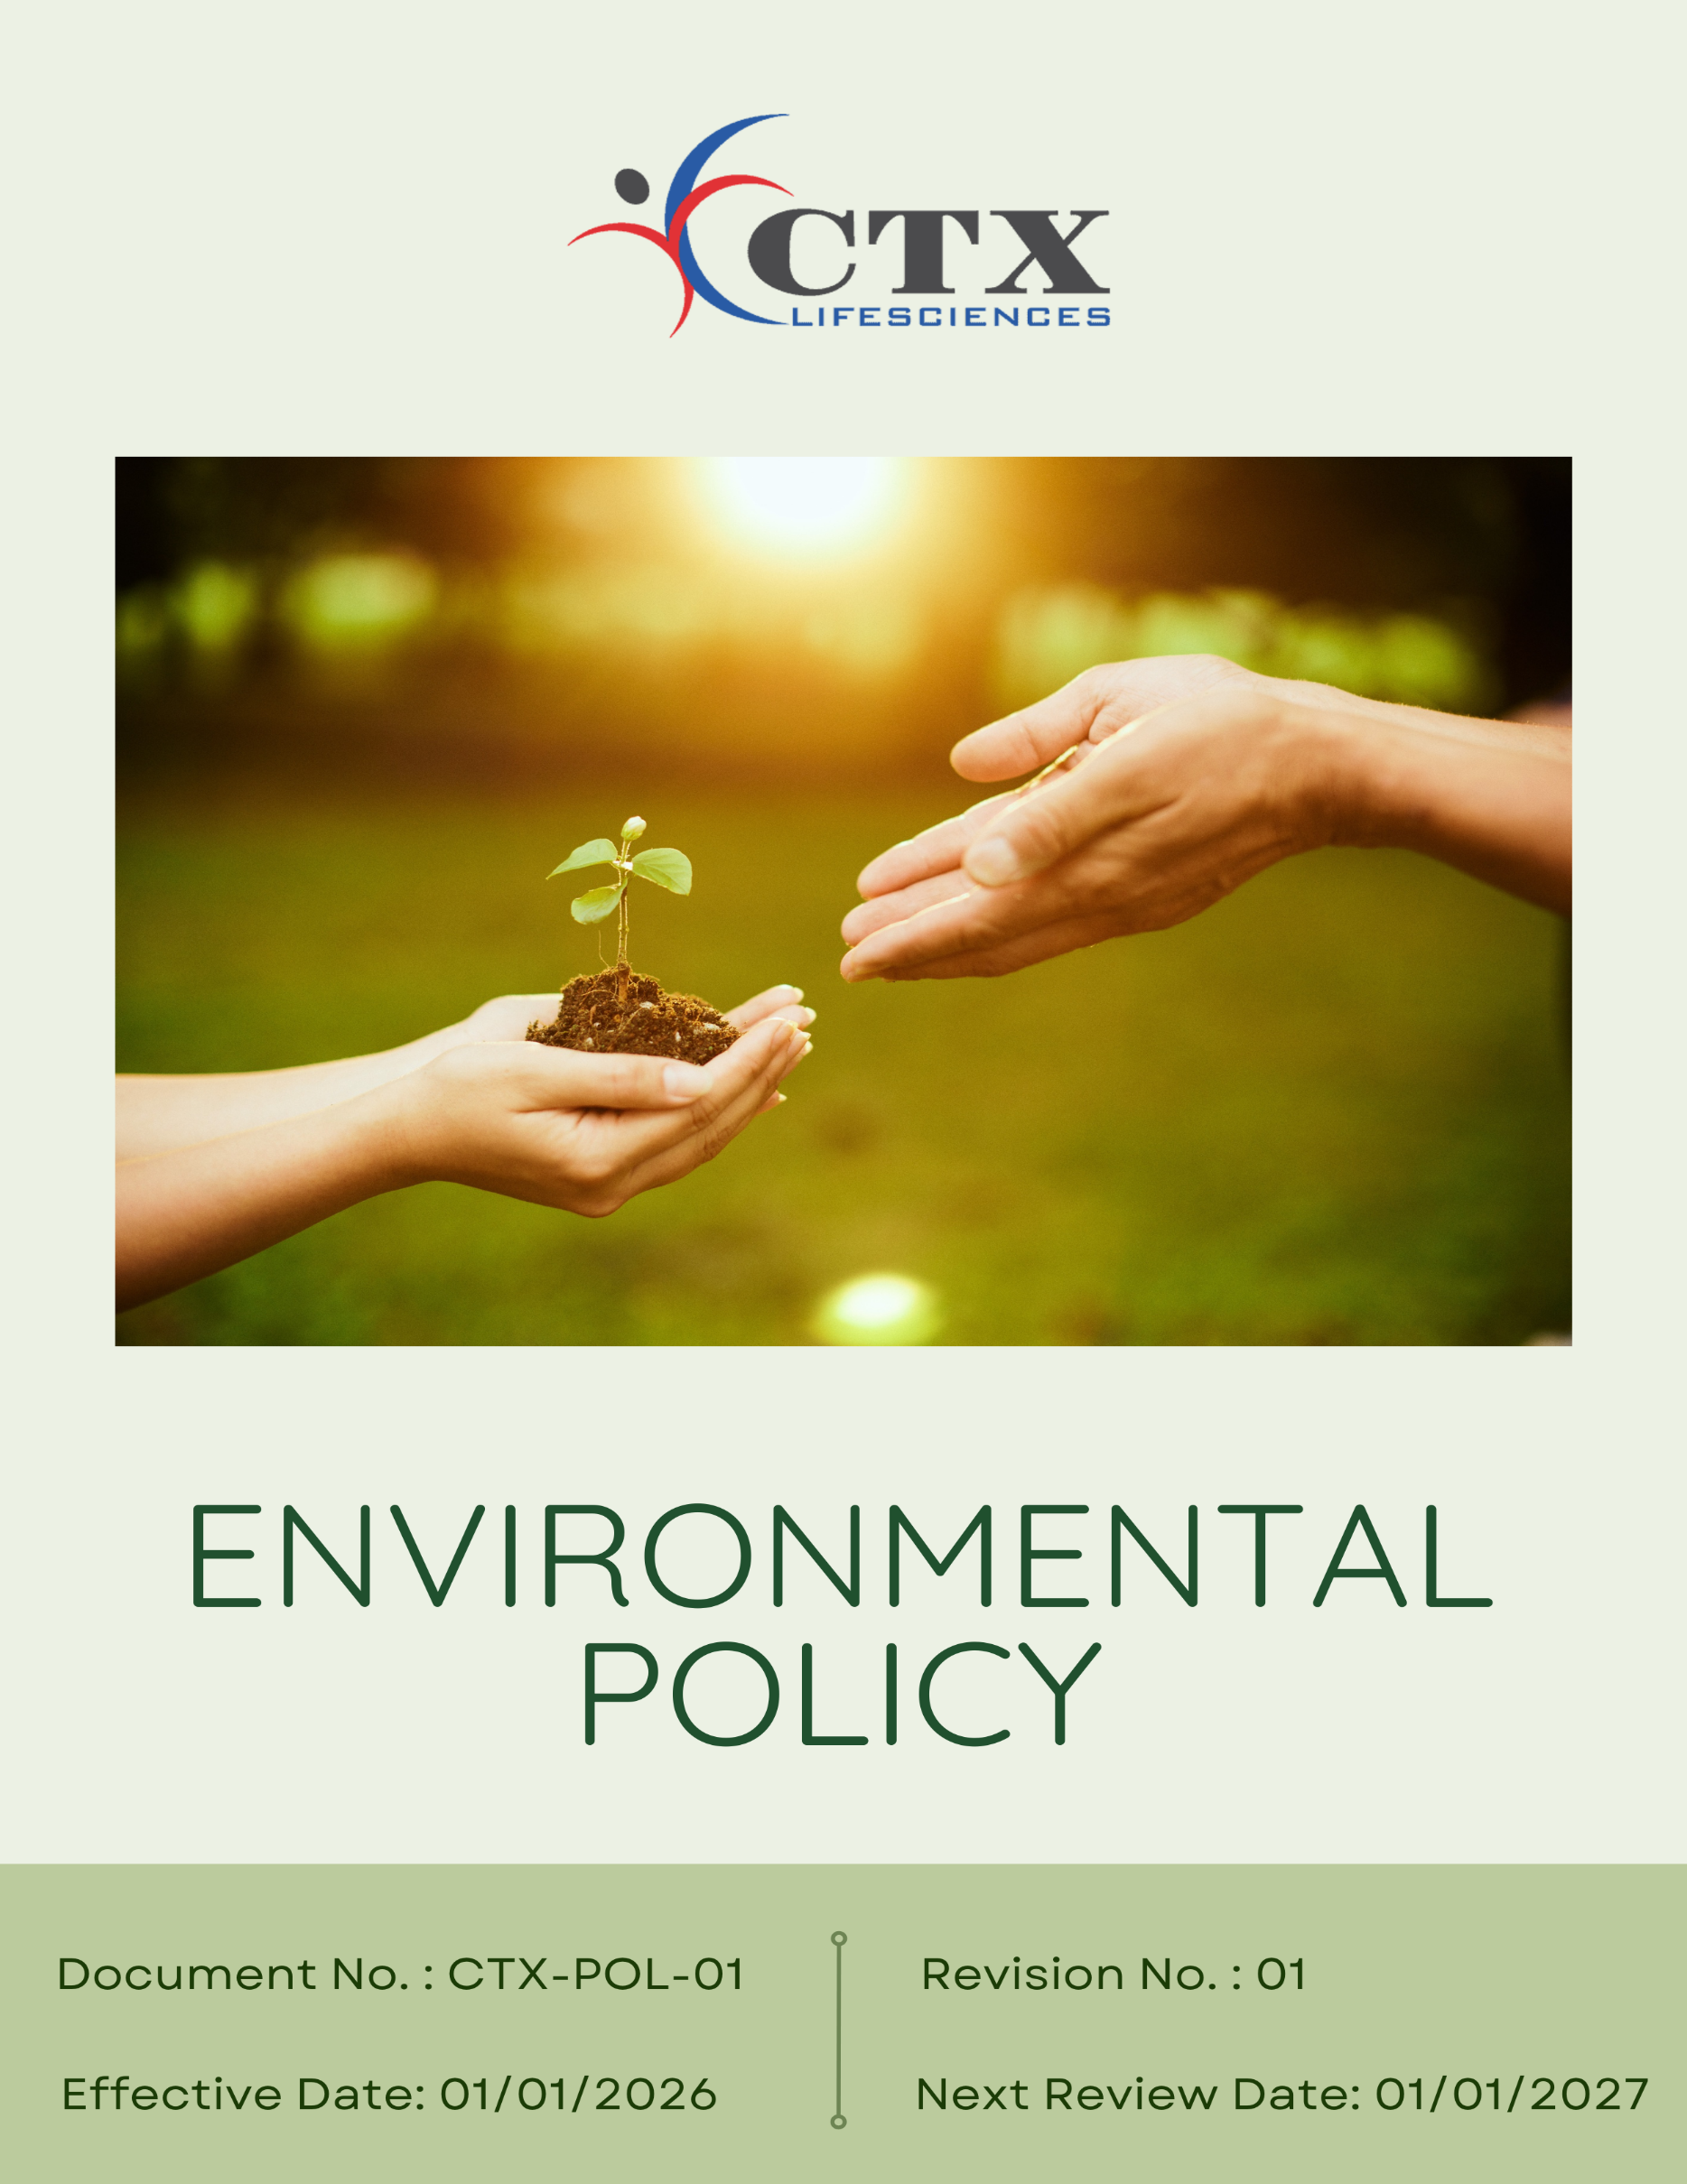 CTX
LIFESCIENCES
ENVIRONMENTAL
POLICY
Document No. : CTX-POL-01
Revision No. : 01
Effective Date: 01/01/2026
Next Review Date: 01/01/2027